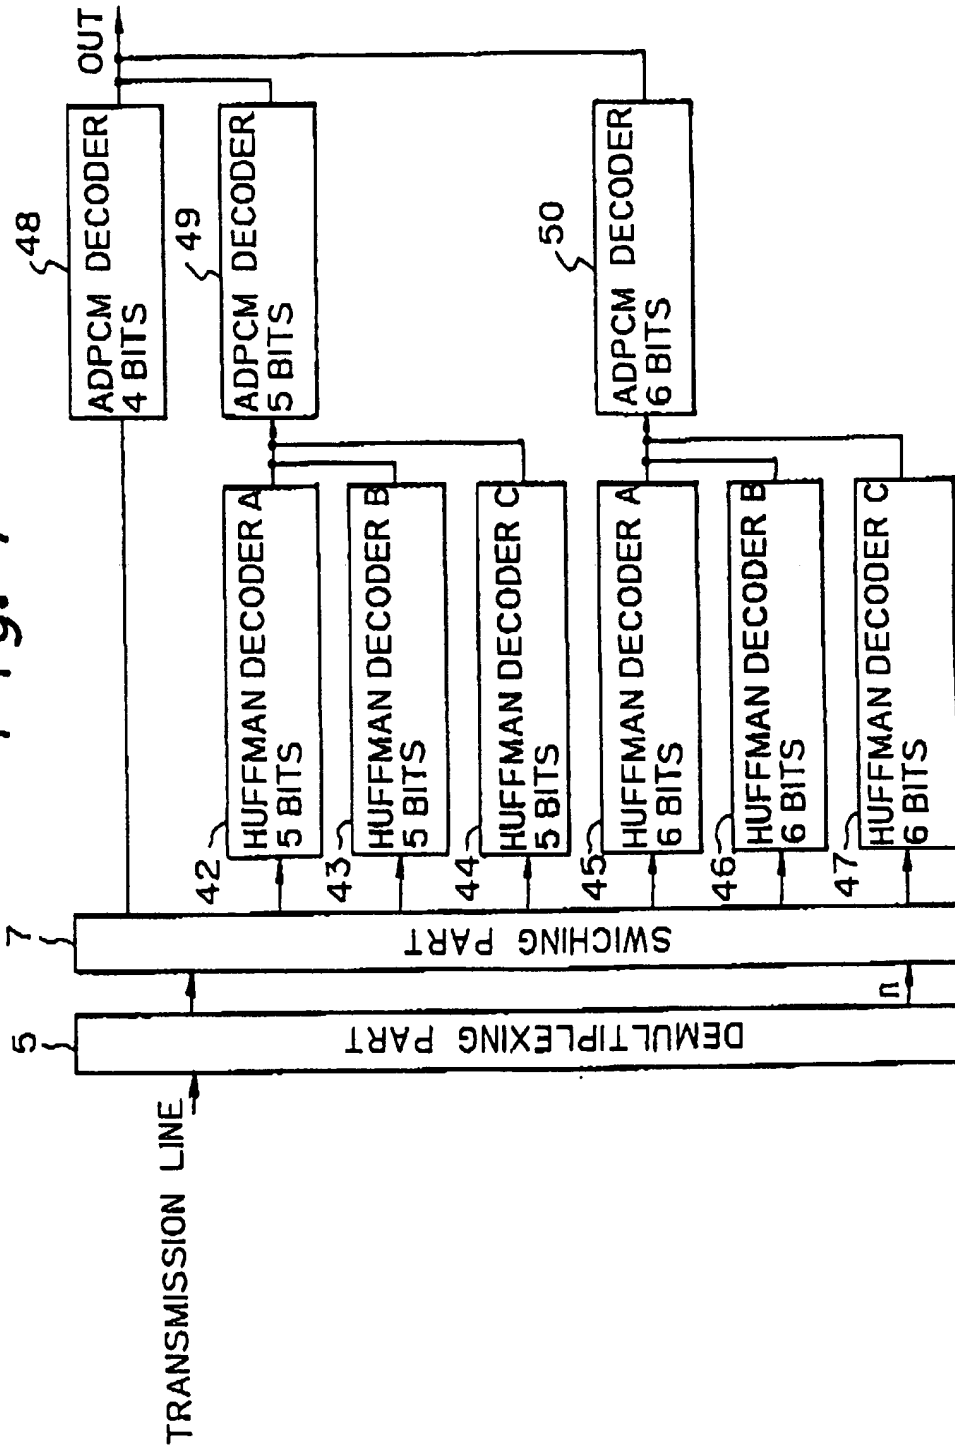 Fig. 7
TRANSMISSION LINE
5
DEMULTIPLEXING PART
n
7
SWICHING PART
42
HUFFMAN DECODER A
5 BITS
43
HUFFMAN DECODER B
5 BITS
44
HUFFMAN DECODER C
5 BITS
45
HUFFMAN DECODER A
6 BITS
46
HUFFMAN DECODER B
6 BITS
47
HUFFMAN DECODER C
6 BITS
48
ADPCM DECODER
4 BITS
49
ADPCM DECODER
5 BITS
50
ADPCM DECODER
6 BITS
OUT